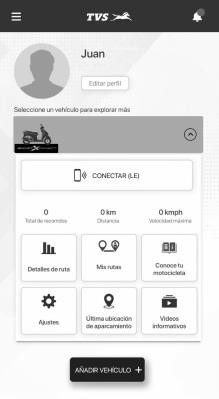 TVS
Juan
Editar perfil
Seleccione un vehículo para explorar más
CONECTAR (LE)
0
0 km
0 kmph
Total de recorridos
Distancia
Velocidad máxima
Detalles de ruta
Mis rutas
Conoce tu
motocicleta
Ajustes
Última ubicación
de aparcamiento
Videos
informativos
AÑADIR VEHÍCULO +